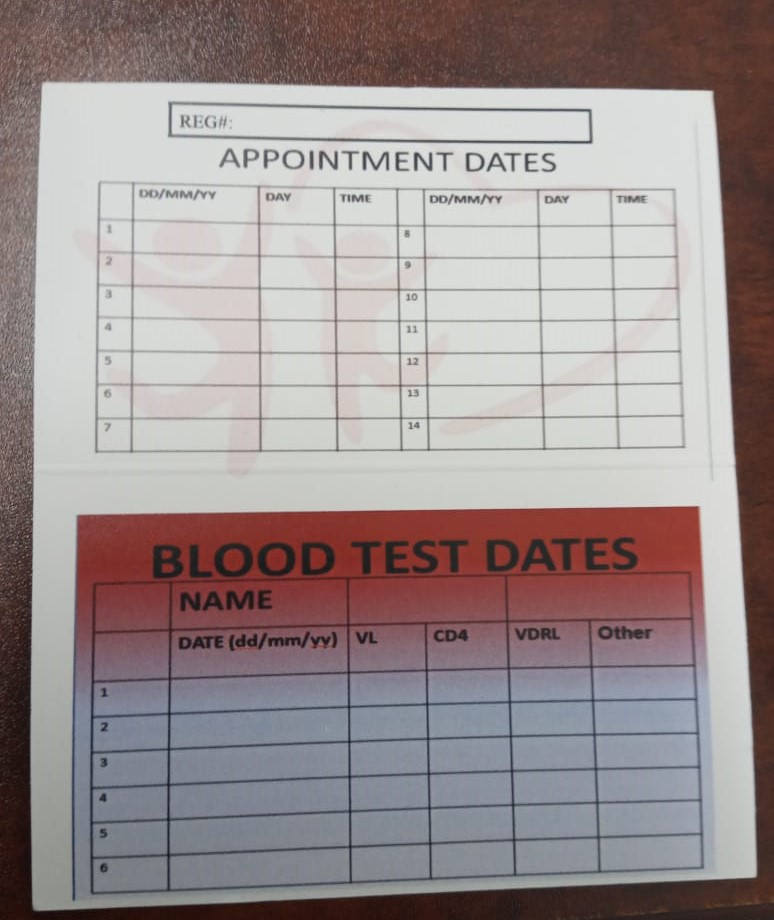 REG#:
APPOINTMENT DATES
DD/MM/YY DAY TIME DD/MM/YY DAY TIME
1 8
2 9
3 10
4 11
5 12
6 13
7 14
BLOOD TEST DATES
NAME
DATE (dd/mm/yy) VL CD4 VDRL Other
1
2
3
4
5
6